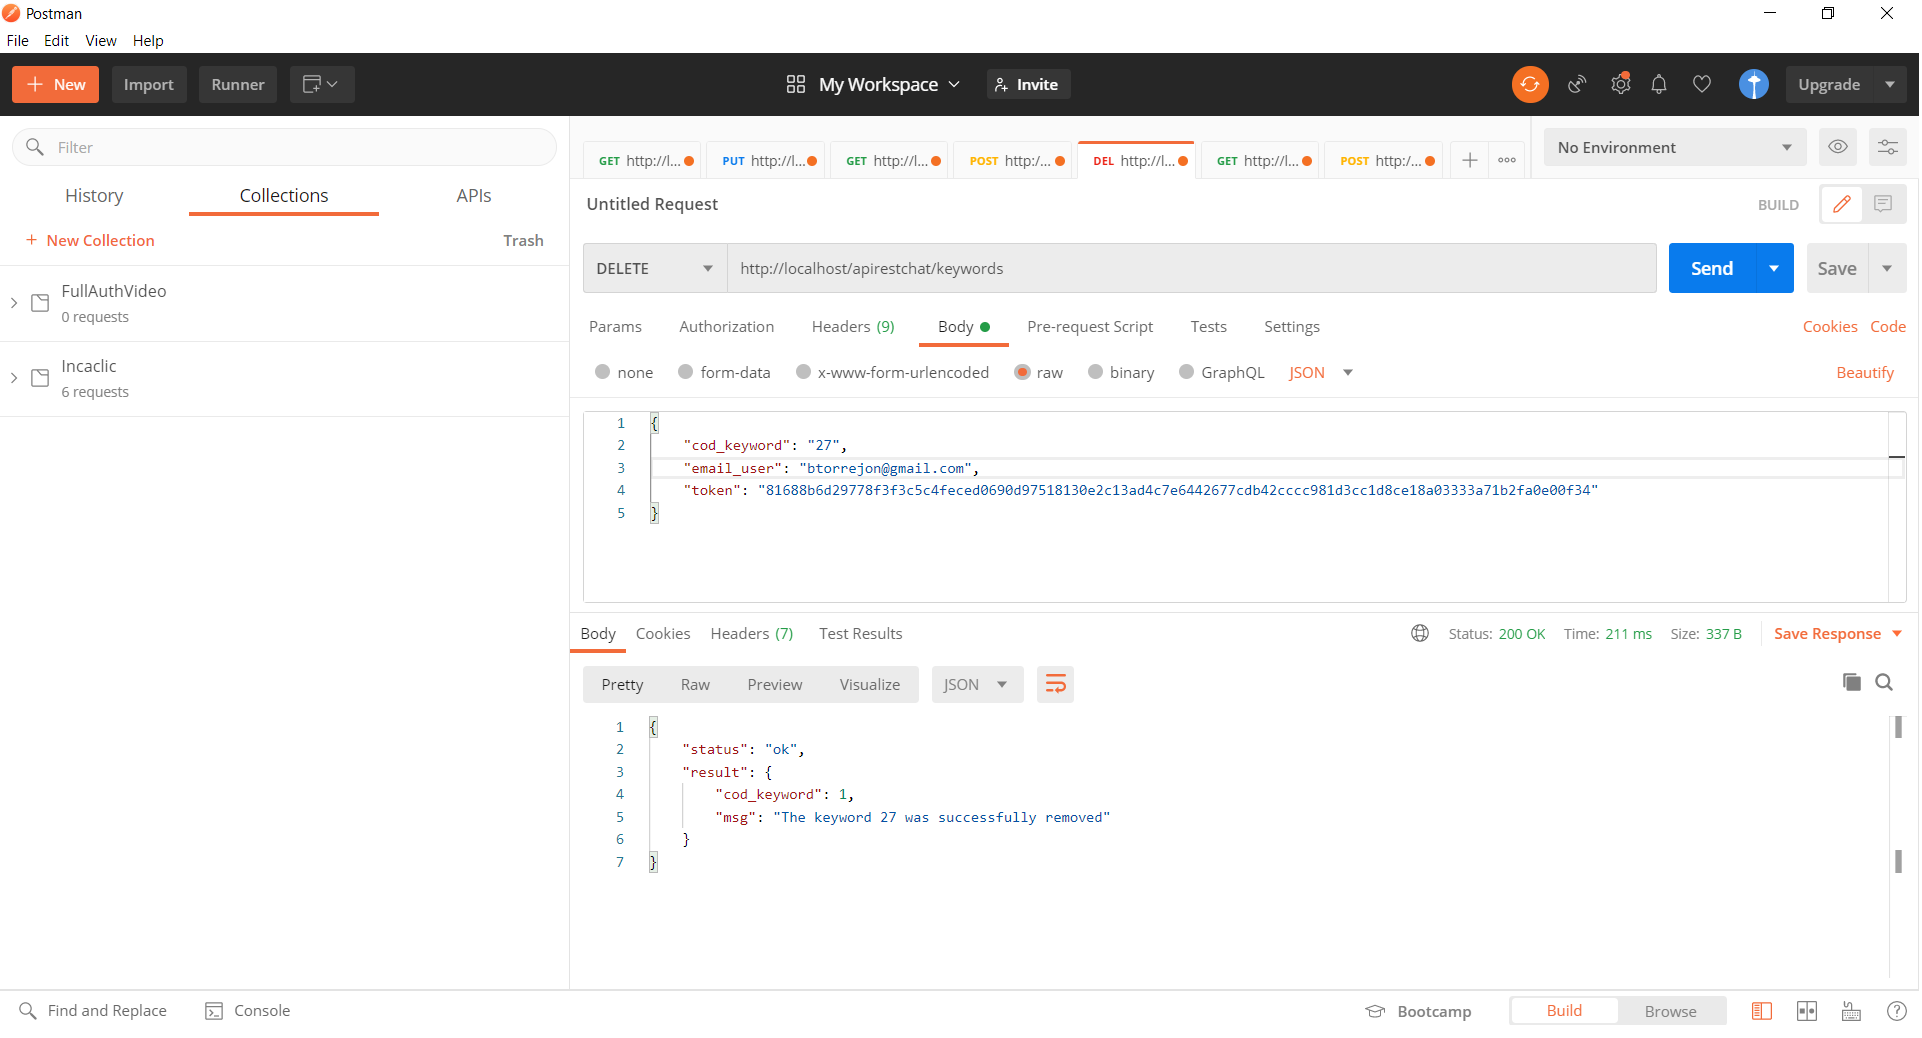 Postman
File Edit View Help
New Import Runner My Workspace Invite Upgrade
Filter
History Collections APIs
New Collection Trash
FullAuthVideo
0 requests
Incaclic
6 requests
GET http://l... PUT http://l... GET http://l... POST http:/... DEL http://l... GET http://l... POST http:/... No Environment
Untitled Request BUILD
DELETE http://localhost/apirestchat/keywords Send Save
Params Authorization Headers (9) Body Pre-request Script Tests Settings Cookies Code
none form-data x-www-form-urlencoded raw binary GraphQL JSON Beautify
1 {
2 "cod_keyword": "27",
3 "email_user": "btorrejon@gmail.com",
4 "token": "81688b6d29778f3f3c5c4feced0690d97518130e2c13ad4c7e6442677cdb42cccc981d3cc1d8ce18a03333a71b2fa0e00f34"
5 }
Body Cookies Headers (7) Test Results Status: 200 OK Time: 211 ms Size: 337 B Save Response
Pretty Raw Preview Visualize JSON
1 {
2 "status": "ok",
3 "result": {
4 "cod_keyword": 1,
5 "msg": "The keyword 27 was successfully removed"
6 }
7 }
Find and Replace Console Bootcamp Build Browse